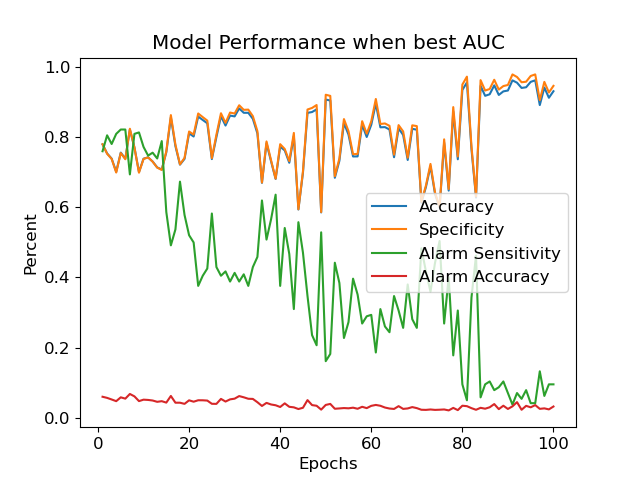 Model Performance when best AUC
Percent
1.0
0.8
0.6
0.4
0.2
0.0
Accuracy
Specificity
Alarm Sensitivity
Alarm Accuracy
0 20 40 60 80 100
Epochs